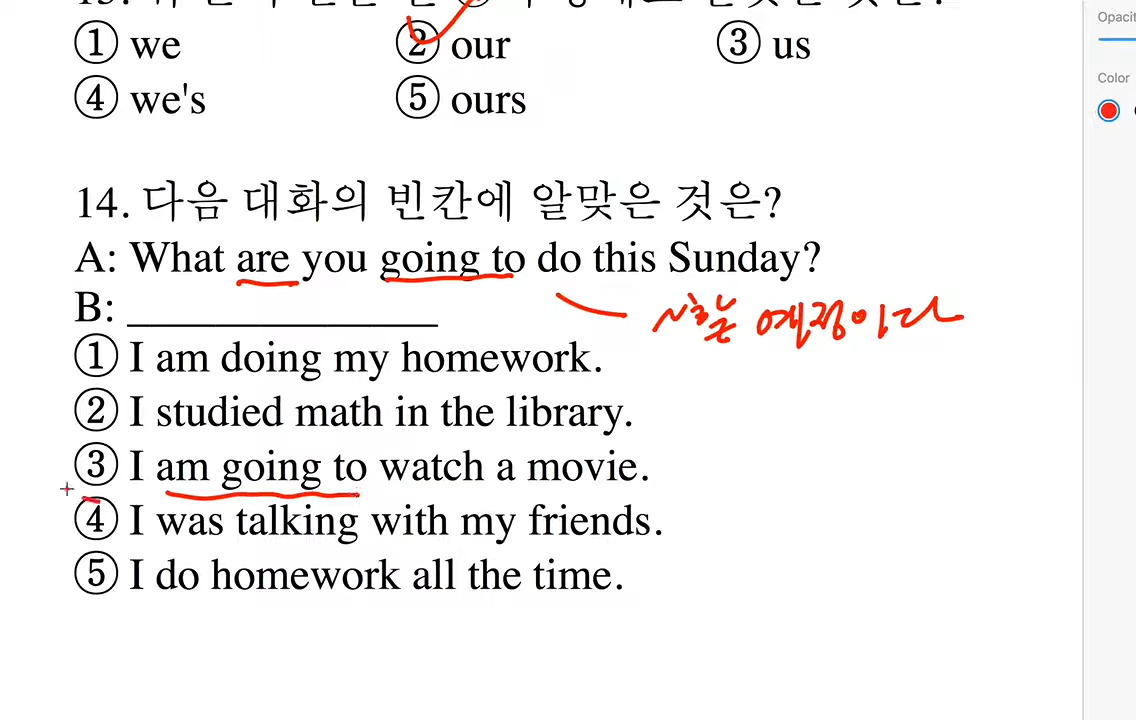 ① we ② our ③ us
④ we's ⑤ ours
14. 다음 대화의 빈칸에 알맞은 것은?
A: What are you going to do this Sunday?
B: _______________
예정이다
① I am doing my homework.
② I studied math in the library.
③ I am going to watch a movie.
④ I was talking with my friends.
⑤ I do homework all the time.
Color